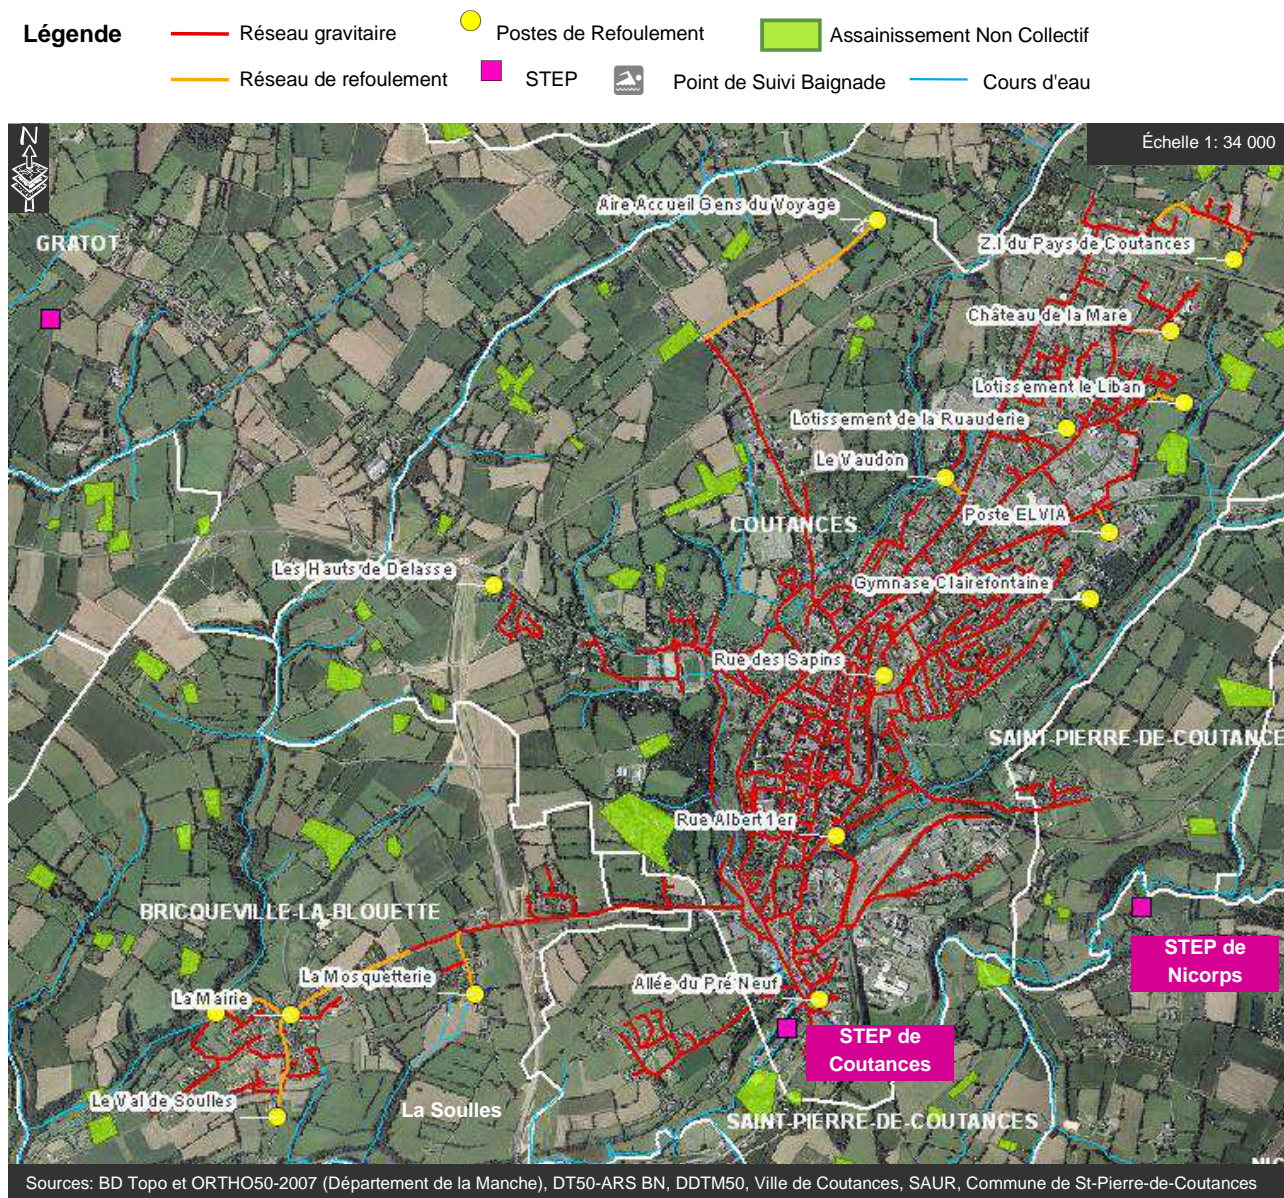 Légende
Réseau gravitaire
Postes de Refoulement
Assainissement Non Collectif
Réseau de refoulement
STEP
Point de Suivi Baignade
Cours d'eau
N
Échelle 1: 34 000
Aire Accueil Gens du Voyage
GRATOT
Z.I du Pays de Coutances
Château de la Mare
Lotissement le Liban
Lotissement de la Ruauderie
Le Vaudon
COUTANCES
Poste ELVIA
Les Hauts de Delasse
Gymnase Clairefontaine
Rue des Sapins
SAINT-PIERRE-DE-COUTANCE
Rue Albert 1er
BRICQUEVILLE-LA-BLOUETTE
STEP de
Nicorps
La Mosquetterie
Allée du Pré Neuf
La Mairie
STEP de
Coutances
Le Val de Soulles
La Soulles
SAINT-PIERRE-DE-COUTANCES
Sources: BD Topo et ORTHO50-2007 (Département de la Manche), DT50-ARS BN, DDTM50, Ville de Coutances, SAUR, Commune de St-Pierre-de-Coutances